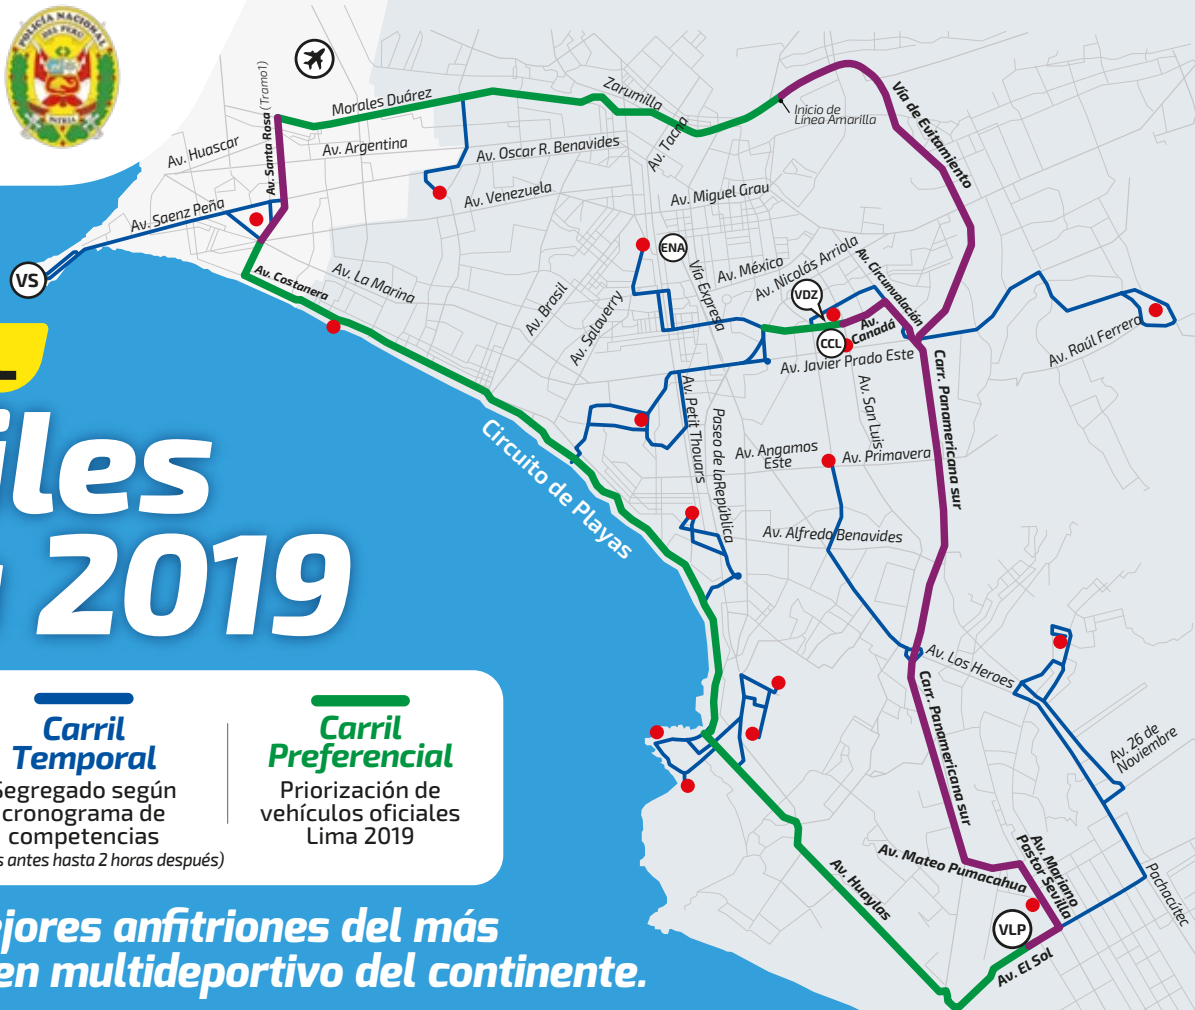 POLICÍA NACIONAL
DEL PERÚ
PATRIA
Morales Duárez
Zarumilla
Inicio de
Línea Amarilla
Vía de Evitamiento
Av. Santa Rosa (Tramo1)
Av. Huascar
Av. Argentina
Av. Oscar R. Benavides
Av. Tacna
Av. Venezuela
Av. Miguel Grau
Av. Saenz Peña
VS
ENA
Av. Costanera
Av. La Marina
Av. Brasil
Av. Salaverry
Vía Expresa
Av. México
Av. Nicolás Arriola
Av. Circunvalación
VDZ
CCL
Av.
Canadá
Av. Javier Prado Este
Av. Raúl Ferrero
Av. Petit Thouars
Paseo de laRepública
Av. San Luis
Carr. Panamericana sur
Circuito de Playas
Av. Angamos
Este
Av. Primavera
Av. Alfredo Benavides
iles
2019
Av. Los Heroes
Carr. Panamericana sur
Av. 26 de
Noviembre
Carril
Temporal
Segregado según
cronograma de
competencias
s antes hasta 2 horas después)
Carril
Preferencial
Priorización de
vehículos oficiales
Lima 2019
Av. Mateo Pumacahua
Av. Mariano
Pastor Sevilla
Av. Huaylas
VLP
Av. El Sol
Pachacútec
ejores anfitriones del más
en multideportivo del continente.